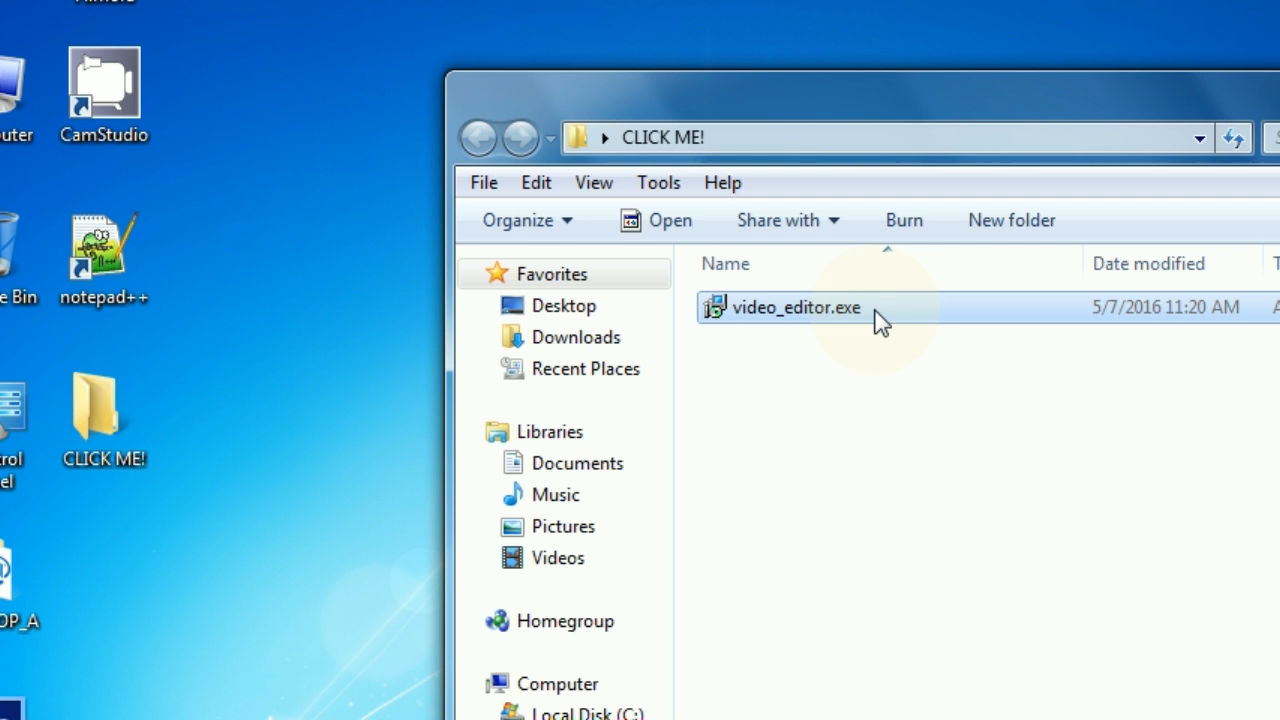 CamStudio
uter
notepad++
e Bin
CLICK ME!
trol
el
OP_A
CLICK ME!
File Edit View Tools Help
Organize Open Share with Burn New folder
Name Date modified
video_editor.exe 5/7/2016 11:20 AM
Favorites
Desktop
Downloads
Recent Places
Libraries
Documents
Music
Pictures
Videos
Homegroup
Computer
Local Disk (C:)